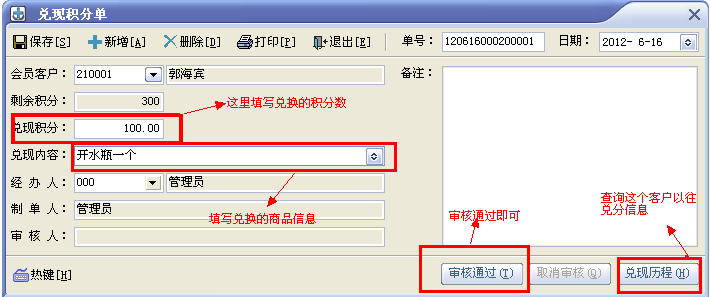 兑现积分单
保存[S] 新增[A] 删除[D] 打印[P] 退出[E] 单号: 120616000200001 日期: 2012- 6-16
会员客户: 210001 郭海宾 备注:
剩余积分: 300 这里填写兑换的积分数
兑现积分: 100.00
兑现内容: 开水瓶一个
经 办 人: 000 管理员
制 单 人: 管理员
填写兑换的商品信息
审核通过即可
查询这个客户以往
兑分信息
审 核 人:
热键[H] 审核通过(T) 取消审核(Q) 兑现历程(H)